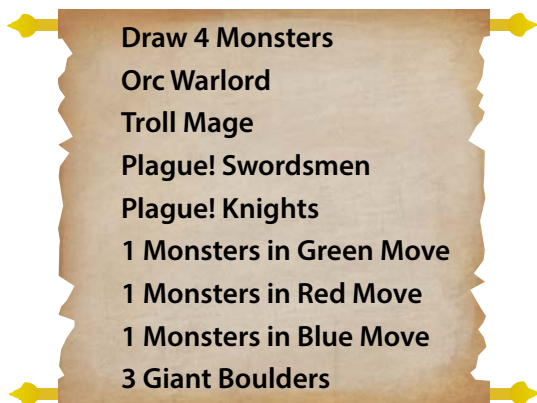 Draw 4 Monsters
Orc Warlord
Troll Mage
Plague! Swordsmen
Plague! Knights
1 Monsters in Green Move
1 Monsters in Red Move
1 Monsters in Blue Move
3 Giant Boulders